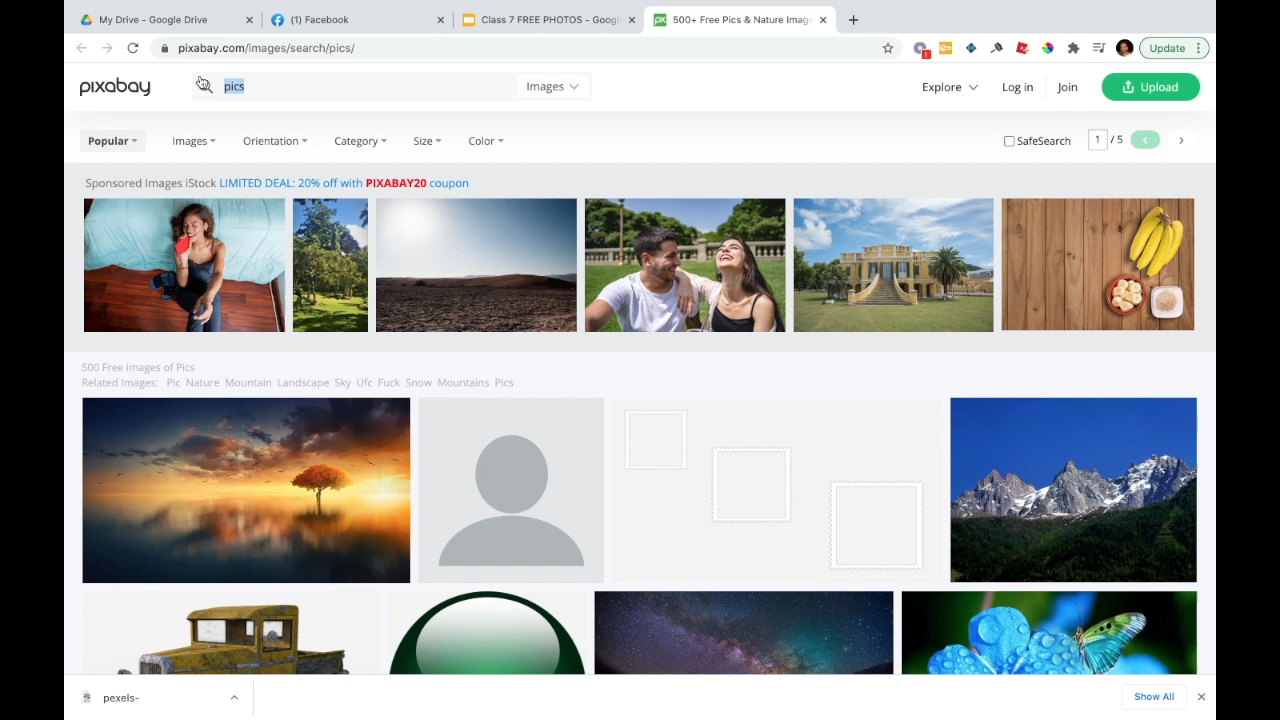 My Drive - Google Drive
(1) Facebook
Class 7 FREE PHOTOS - Googl
500+ Free Pics & Nature Imag
pixabay.com/images/search/pics/
Update
pixabay
pics
Images
Explore
Log in
Join
Upload
Popular
Images
Orientation
Category
Size
Color
SafeSearch
1 / 5
Sponsored Images iStock LIMITED DEAL: 20% off with PIXABAY20 coupon
500 Free images of Pics
Related Images: Pic Nature Mountain Landscape Sky Ufc Fuck Snow Mountains Pics
pexels-
Show All